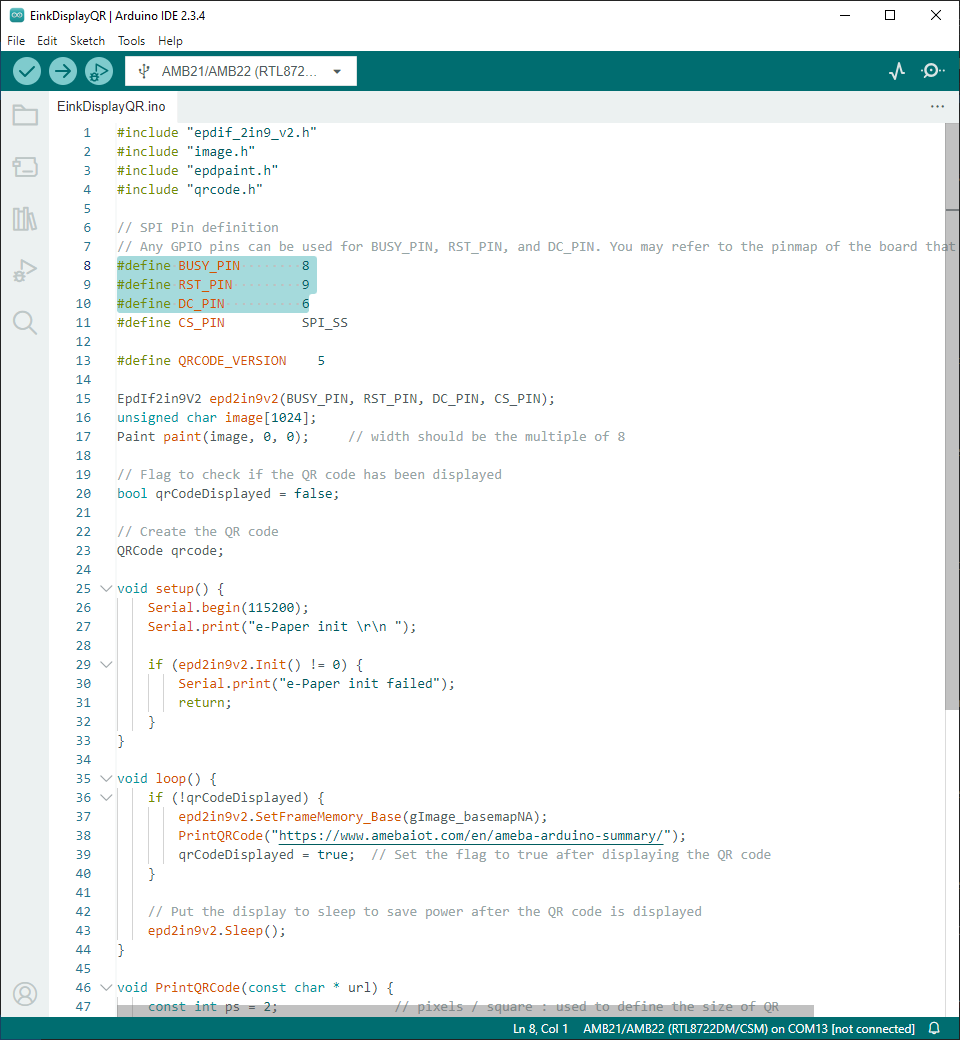 EinkDisplayQR | Arduino IDE 2.3.4
File Edit Sketch Tools Help
AMB21/AMB22 (RTL872...
EinkDisplayQR.ino
1 #include "epdif_2in9_v2.h"
2 #include "image.h"
3 #include "epdpaint.h"
4 #include "qrcode.h"
5
6 // SPI Pin definition
7 // Any GPIO pins can be used for BUSY_PIN, RST_PIN, and DC_PIN. You may refer to the pinmap of the board that
8 #define BUSY_PIN 8
9 #define RST_PIN 9
10 #define DC_PIN 6
11 #define CS_PIN SPI_SS
12
13 #define QRCODE_VERSION 5
14
15 EpdIf2in9V2 epd2in9v2(BUSY_PIN, RST_PIN, DC_PIN, CS_PIN);
16 unsigned char image[1024];
17 Paint paint(image, 0, 0); // width should be the multiple of 8
18
19 // Flag to check if the QR code has been displayed
20 bool qrCodeDisplayed = false;
21
22 // Create the QR code
23 QRCode qrcode;
24
25 void setup() {
26 Serial.begin(115200);
27 Serial.print("e-Paper init \r\n ");
28
29 if (epd2in9v2.Init() != 0) {
30 Serial.print("e-Paper init failed");
31 return;
32 }
33 }
34
35 void loop() {
36 if (!qrCodeDisplayed) {
37 epd2in9v2.SetFrameMemory_Base(gImage_basemapNA);
38 PrintQRCode("https://www.amebaiot.com/en/ameba-arduino-summary/");
39 qrCodeDisplayed = true; // Set the flag to true after displaying the QR code
40 }
41
42 // Put the display to sleep to save power after the QR code is displayed
43 epd2in9v2.Sleep();
44 }
45
46 void PrintQRCode(const char * url) {
47 const int ps = 2; // pixels / square : used to define the size of QR
Ln 8, Col 1 AMB21/AMB22 (RTL8722DM/CSM) on COM13 [not connected]